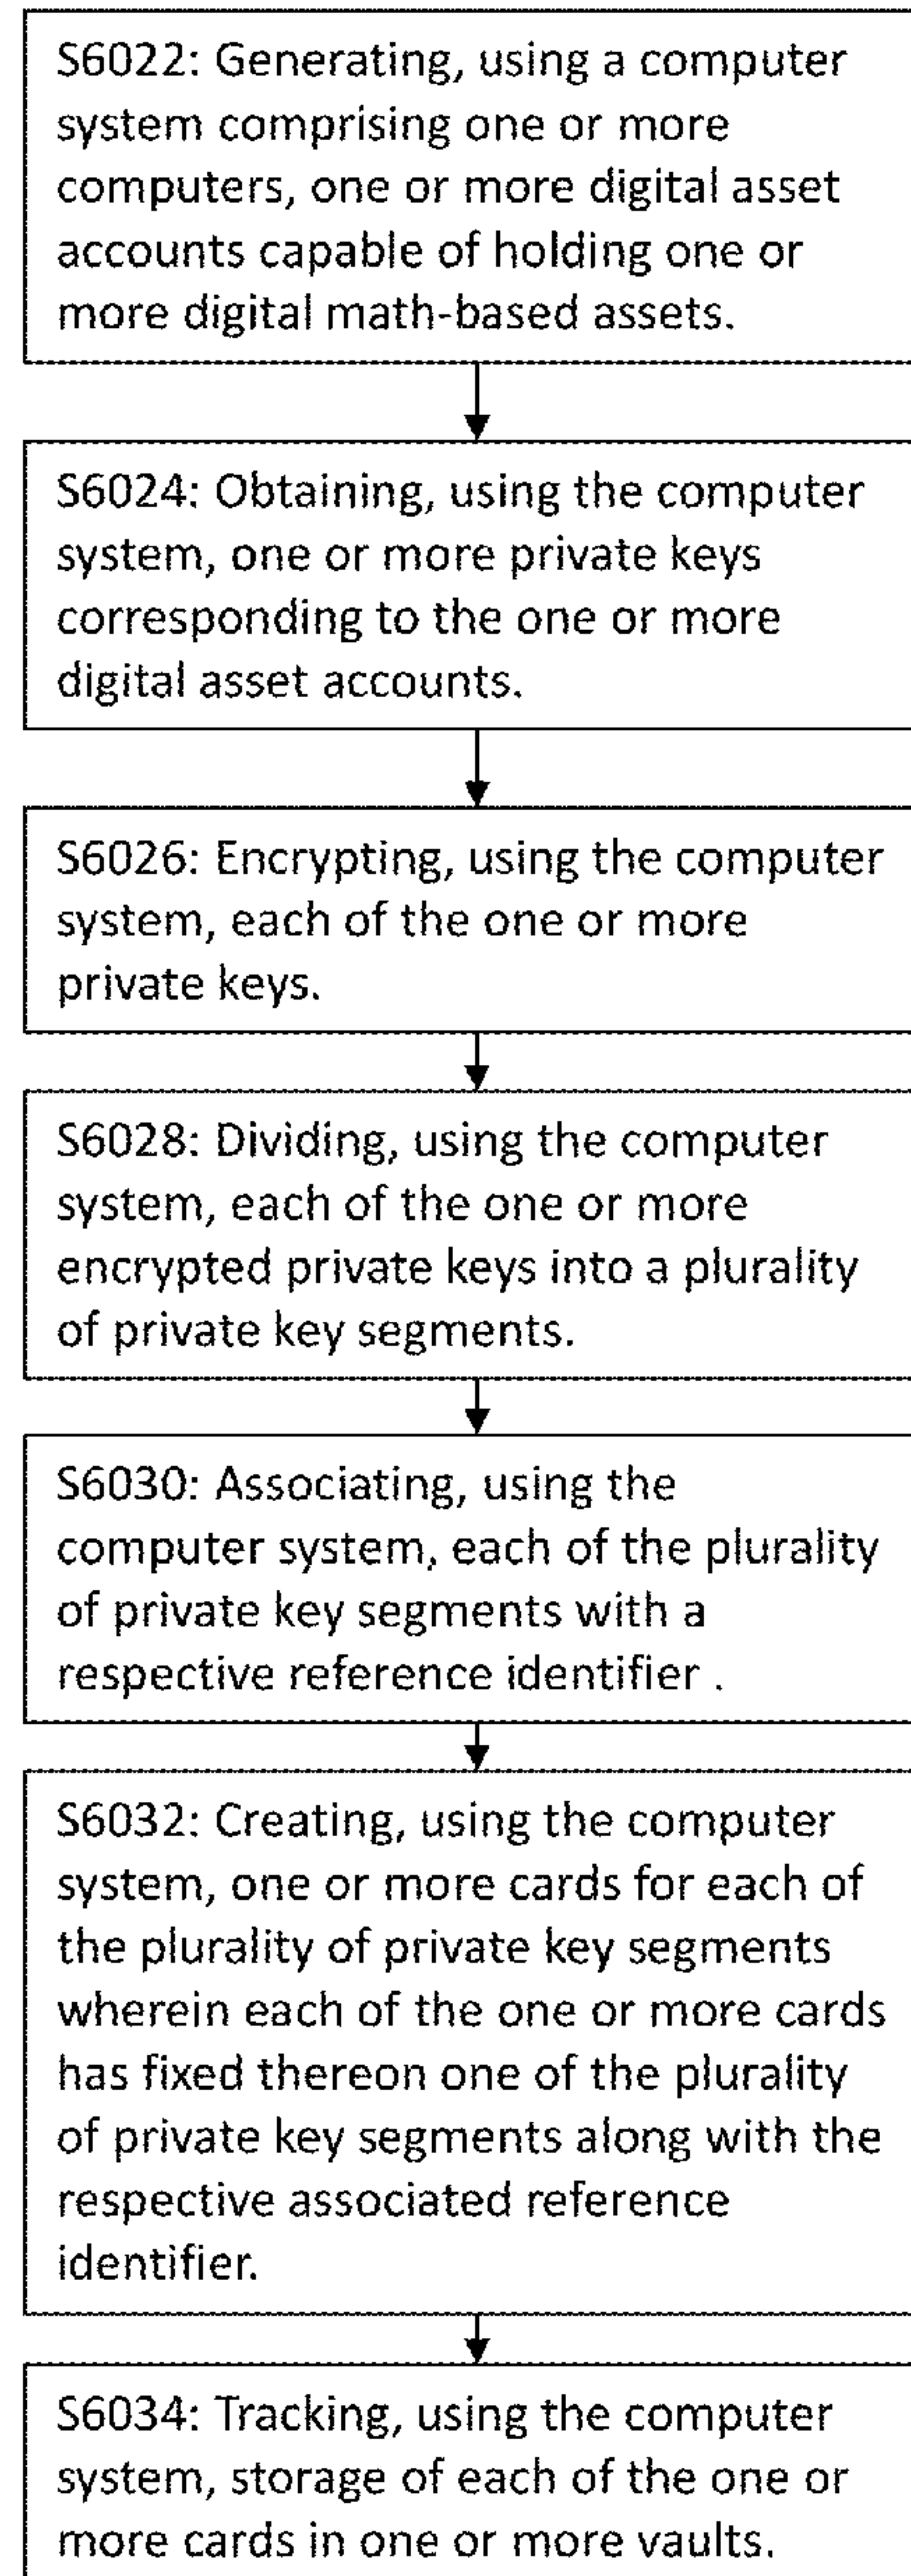 S6022: Generating, using a computer
system comprising one or more
computers, one or more digital asset
accounts capable of holding one or
more digital math-based assets.
S6024: Obtaining, using the computer
system, one or more private keys
corresponding to the one or more
digital asset accounts.
S6026: Encrypting, using the computer
system, each of the one or more
private keys.
S6028: Dividing, using the computer
system, each of the one or more
encrypted private keys into a plurality
of private key segments.
S6030: Associating, using the
computer system, each of the plurality
of private key segments with a
respective reference identifier .
S6032: Creating, using the computer
system, one or more cards for each of
the plurality of private key segments
wherein each of the one or more cards
has fixed thereon one of the plurality
of private key segments along with the
respective associated reference
identifier.
S6034: Tracking, using the computer
system, storage of each of the one or
more cards in one or more vaults.